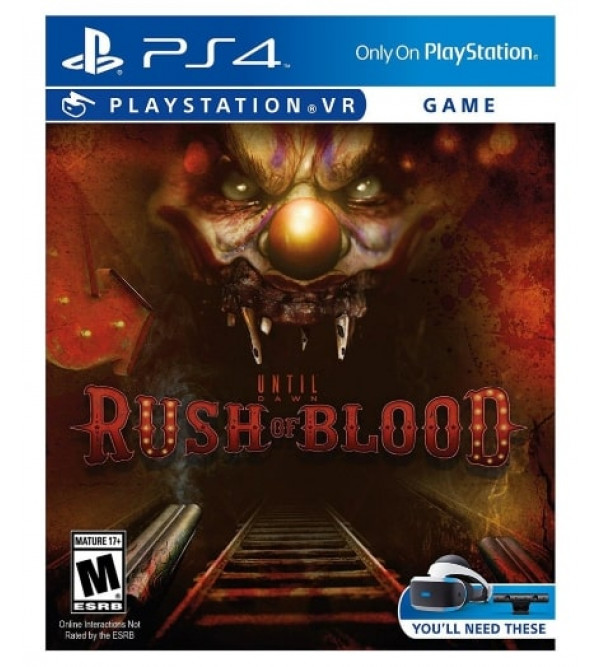 PS4™ Only On PlayStation®
PLAYSTATION®VR GAME
UNTIL
DAWN
RUSH OF BLOOD
MATURE 17+
M
ESRB
Online Interactions Not
Rated by the ESRB
YOU'LL NEED THESE